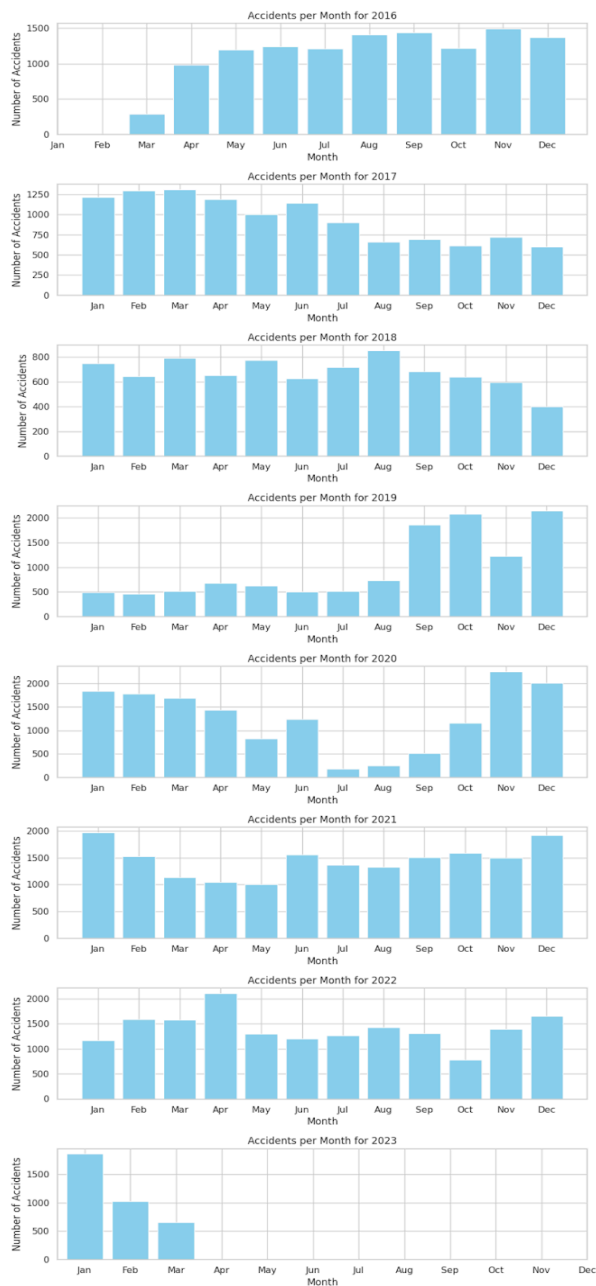 Accidents per Month for 2016
1500
1000
500
0
Number of Accidents
Jan Feb Mar Apr May Jun Jul Aug Sep Oct Nov Dec
Month
Accidents per Month for 2017
1250
1000
750
500
250
0
Number of Accidents
Jan Feb Mar Apr May Jun Jul Aug Sep Oct Nov Dec
Month
Accidents per Month for 2018
800
600
400
200
0
Number of Accidents
Jan Feb Mar Apr May Jun Jul Aug Sep Oct Nov Dec
Month
Accidents per Month for 2019
2000
1500
1000
500
0
Number of Accidents
Jan Feb Mar Apr May Jun Jul Aug Sep Oct Nov Dec
Month
Accidents per Month for 2020
2000
1500
1000
500
0
Number of Accidents
Jan Feb Mar Apr May Jun Jul Aug Sep Oct Nov Dec
Month
Accidents per Month for 2021
2000
1500
1000
500
0
Number of Accidents
Jan Feb Mar Apr May Jun Jul Aug Sep Oct Nov Dec
Month
Accidents per Month for 2022
2000
1500
1000
500
0
Number of Accidents
Jan Feb Mar Apr May Jun Jul Aug Sep Oct Nov Dec
Month
Accidents per Month for 2023
1500
1000
500
0
Number of Accidents
Jan Feb Mar Apr May Jun Jul Aug Sep Oct Nov Dec
Month